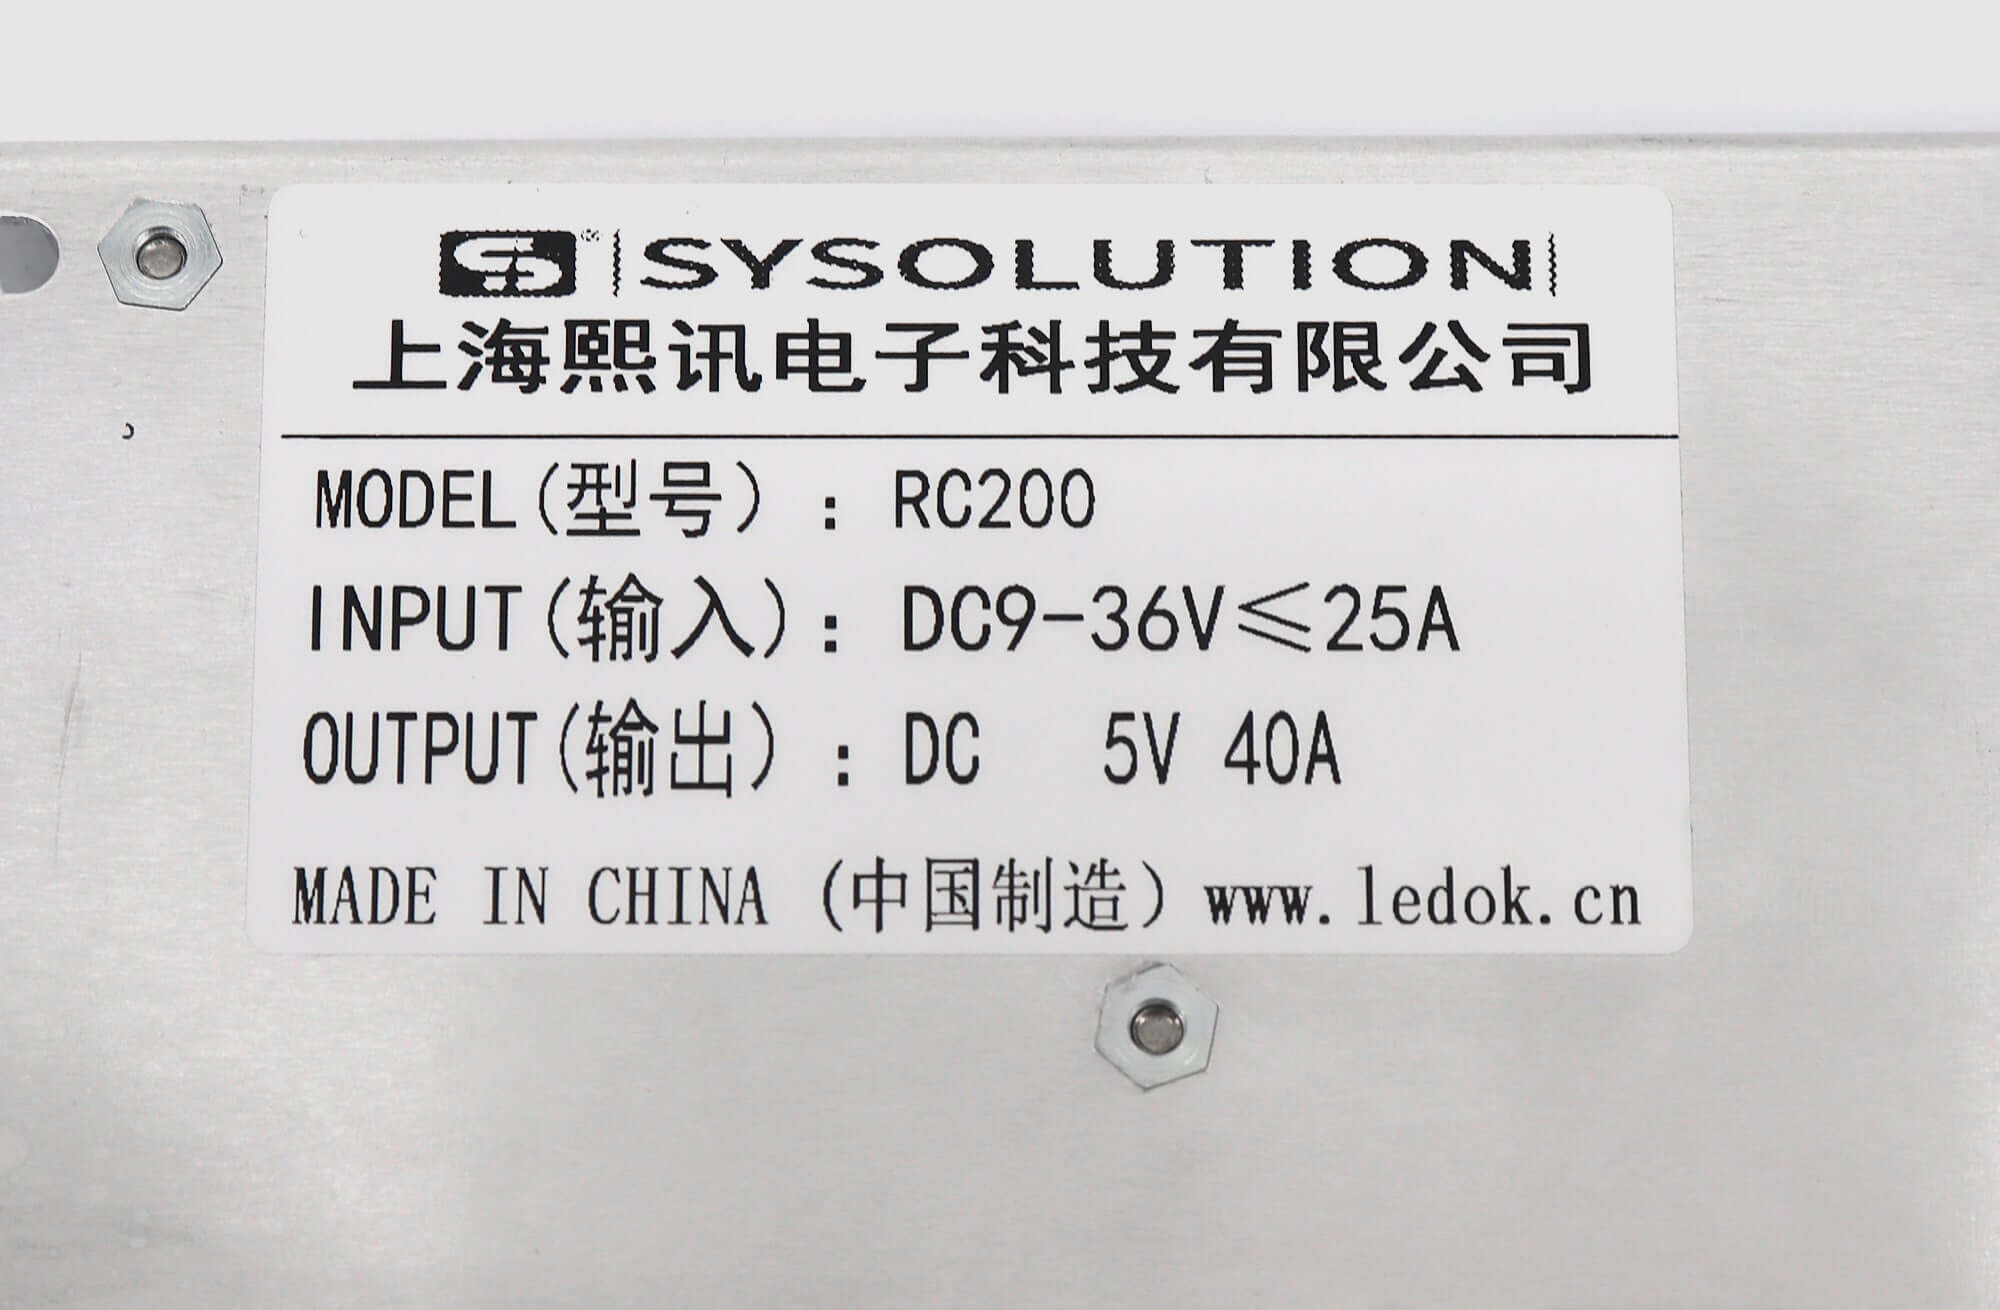 ® SYSOLUTION
上海熙讯电子科技有限公司
MODEL(型号): RC200
INPUT(输入): DC9-36V≤25A
OUTPUT(输出): DC 5V 40A
MADE IN CHINA (中国制造) www.ledok.cn